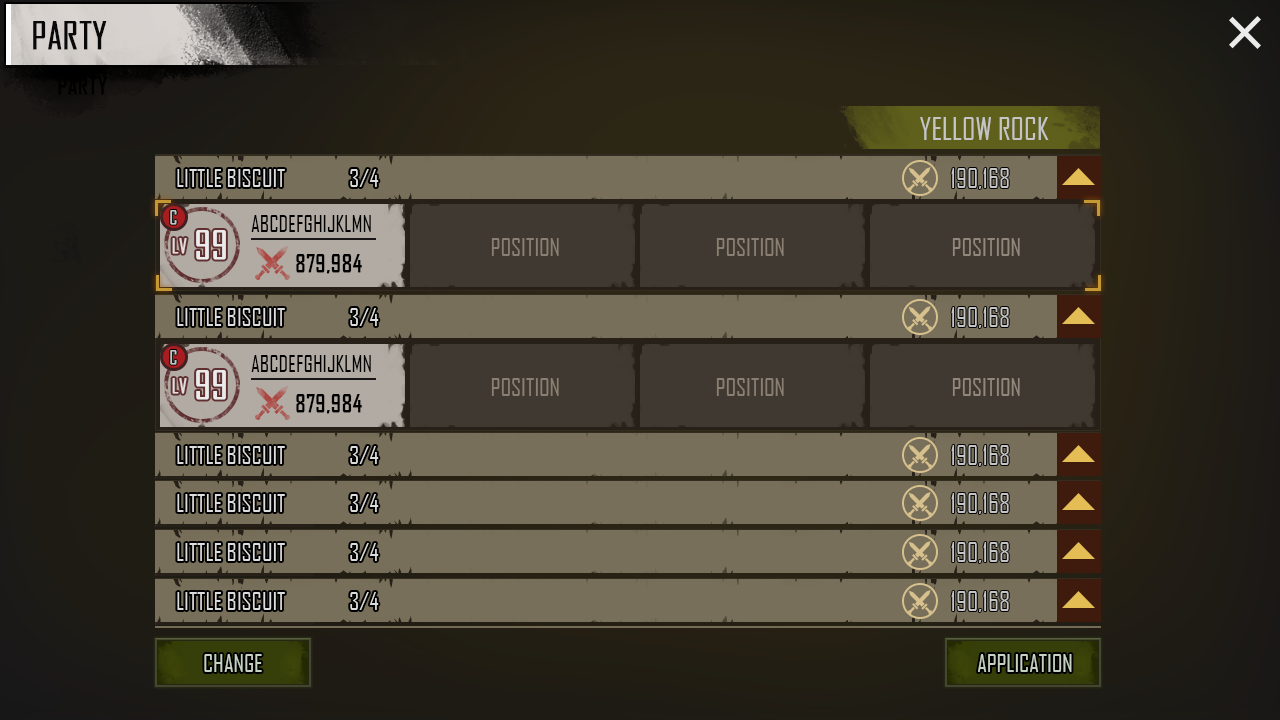 PARTY
PARTY
YELLOW ROCK
LITTLE BISCUIT 3/4 190,168
C LV 99 ABCDEFGHIJKLMN POSITION POSITION POSITION
879,984
LITTLE BISCUIT 3/4 190,168
C LV 99 ABCDEFGHIJKLMN POSITION POSITION POSITION
879,984
LITTLE BISCUIT 3/4 190,168
LITTLE BISCUIT 3/4 190,168
LITTLE BISCUIT 3/4 190,168
LITTLE BISCUIT 3/4 190,168
CHANGE APPLICATION